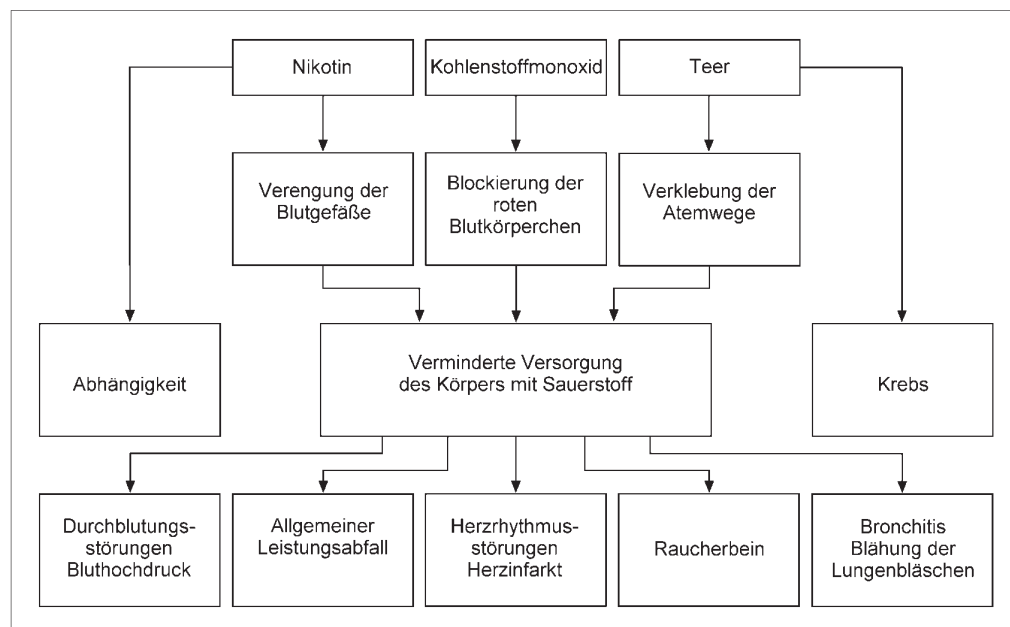 Nikotin
Kohlenstoffmonoxid
Teer
Verengung der
Blutgefäße
Blockierung der
roten
Blutkörperchen
Verklebung der
Atemwege
Abhängigkeit
Verminderte Versorgung
des Körpers mit Sauerstoff
Krebs
Durchblutungs-
störungen
Bluthochdruck
Allgemeiner
Leistungsabfall
Herzrhythmus-
störungen
Herzinfarkt
Raucherbein
Bronchitis
Blähung der
Lungenbläschen